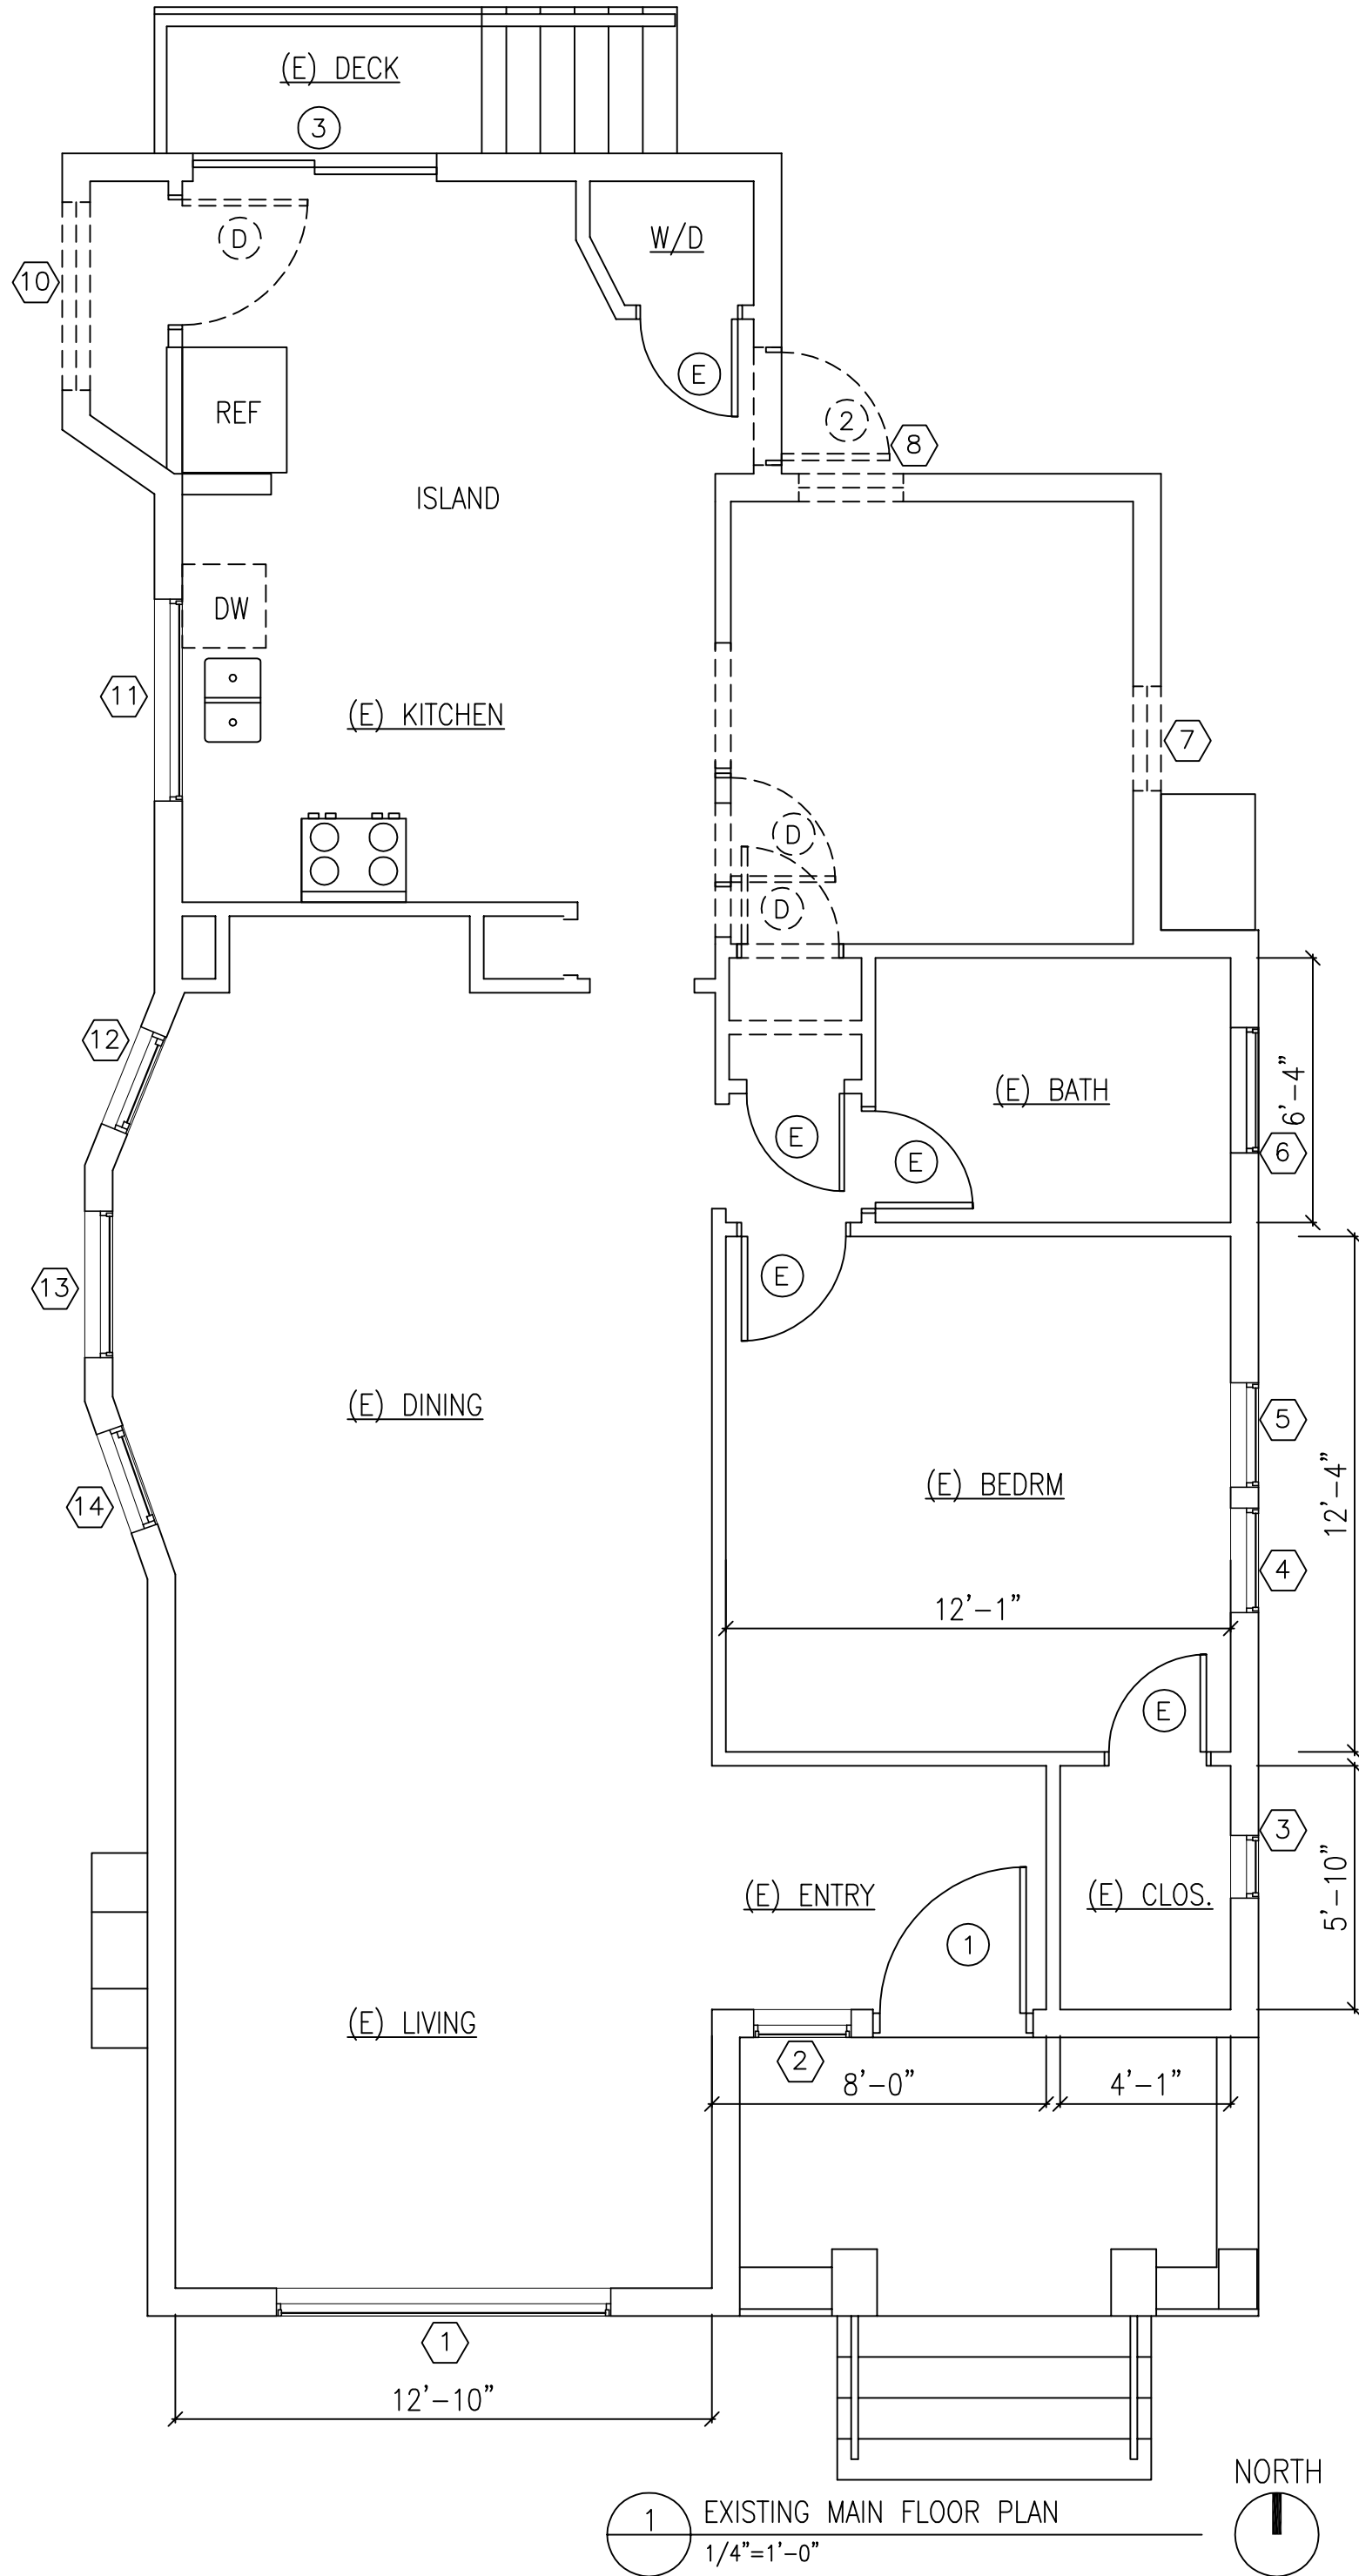 (E) DECK
3
D
W/D
10
E
REF
2
8
ISLAND
DW
11
(E) KITCHEN
7
D
D
12
(E) BATH
6'-4"
E
E
6
E
13
(E) DINING
5
(E) BEDRM
12'-4"
14
4
12'-1"
E
3
(E) ENTRY
(E) CLOS.
5'-10"
1
(E) LIVING
2
8'-0"
4'-1"
1
12'-10"
NORTH
1
EXISTING MAIN FLOOR PLAN
1/4"=1'-0"